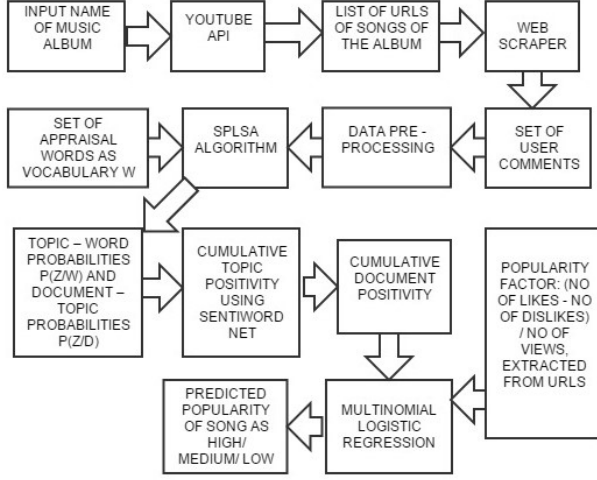 INPUT NAME
OF MUSIC
ALBUM
YOUTUBE
API
LIST OF URLS
OF SONGS OF
THE ALBUM
WEB
SCRAPER
SET OF
APPRAISAL
WORDS AS
VOCABULARY W
SPLSA
ALGORITHM
DATA PRE -
PROCESSING
SET OF
USER
COMMENTS
TOPIC – WORD
PROBABILITIES
P(Z/W) AND
DOCUMENT –
TOPIC
PROBABILITIES
P(Z/D)
CUMULATIVE
TOPIC
POSITIVITY
USING
SENTIWORD
NET
CUMULATIVE
DOCUMENT
POSITIVITY
POPULARITY
FACTOR: (NO
OF LIKES - NO
OF DISLIKES)
/ NO OF
VIEWS,
EXTRACTED
FROM URLS
PREDICTED
POPULARITY
OF SONG AS
HIGH/
MEDIUM/ LOW
MULTINOMIAL
LOGISTIC
REGRESSION